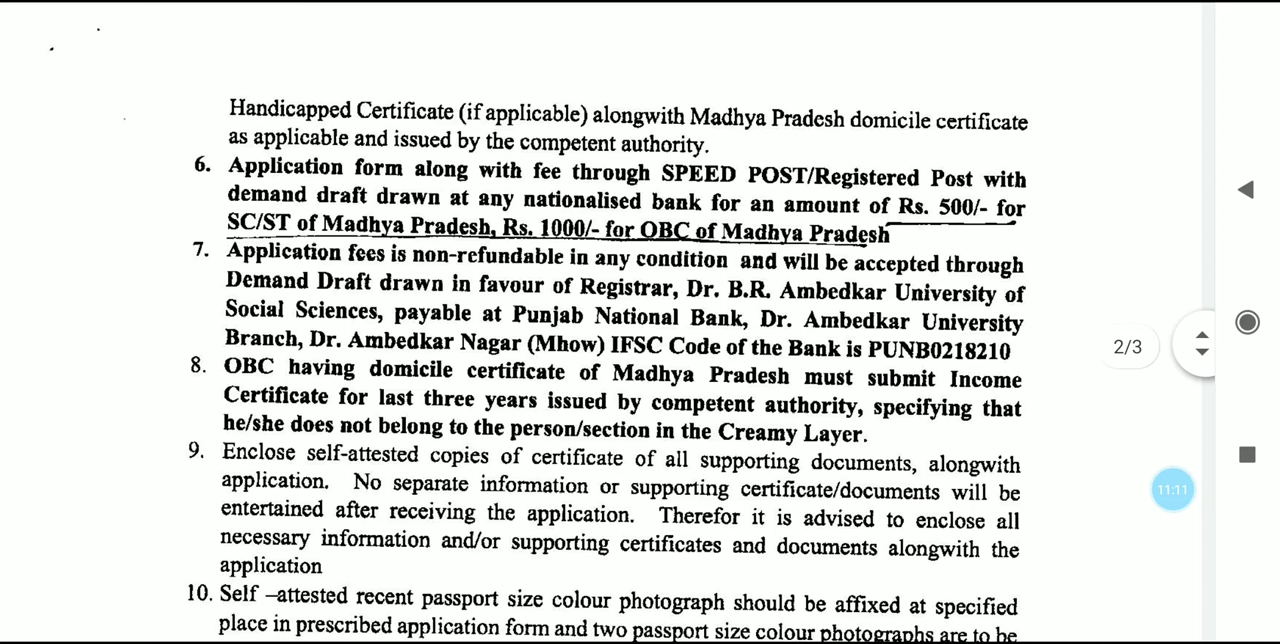 Handicapped Certificate (if applicable) alongwith Madhya Pradesh domicile certificate
as applicable and issued by the competent authority.
6. Application form along with fee through SPEED POST/Registered Post with
demand draft drawn at any nationalised bank for an amount of Rs. 500/- for
SC/ST of Madhya Pradesh, Rs. 1000/- for OBC of Madhya Pradesh
7. Application fees is non-refundable in any condition and will be accepted through
Demand Draft drawn in favour of Registrar, Dr. B.R. Ambedkar University of
Social Sciences, payable at Punjab National Bank, Dr. Ambedkar University
Branch, Dr. Ambedkar Nagar (Mhow) IFSC Code of the Bank is PUNB0218210
8. OBC having domicile certificate of Madhya Pradesh must submit Income
Certificate for last three years issued by competent authority, specifying that
he/she does not belong to the person/section in the Creamy Layer.
9. Enclose self-attested copies of certificate of all supporting documents, alongwith
application. No separate information or supporting certificate/documents will be
entertained after receiving the application. Therefor it is advised to enclose all
necessary information and/or supporting certificates and documents alongwith the
application
10. Self –attested recent passport size colour photograph should be affixed at specified
place in prescribed application form and two passport size colour photographs are to be
2/3
11:11